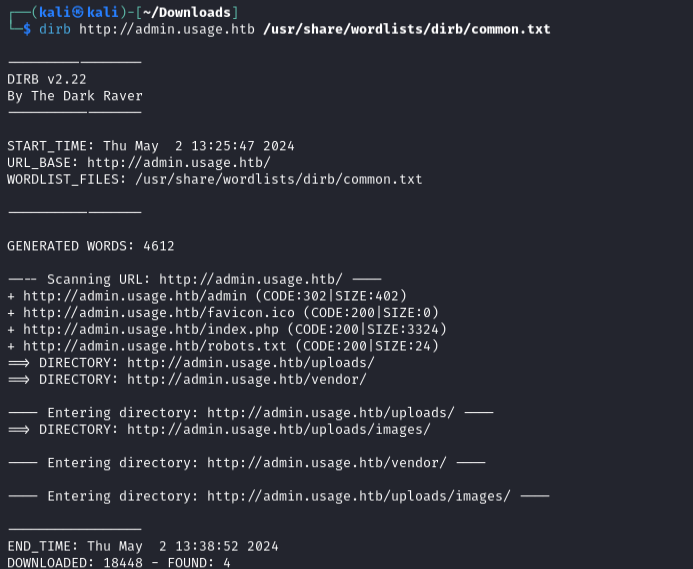 ┌──(kali㉿kali)-[~/Downloads]
└─$ dirb http://admin.usage.htb /usr/share/wordlists/dirb/common.txt
-----------------
DIRB v2.22
By The Dark Raver
-----------------
START_TIME: Thu May  2 13:25:47 2024
URL_BASE: http://admin.usage.htb/
WORDLIST_FILES: /usr/share/wordlists/dirb/common.txt
-----------------
GENERATED WORDS: 4612
---- Scanning URL: http://admin.usage.htb/ ----
+ http://admin.usage.htb/admin (CODE:302|SIZE:402)
+ http://admin.usage.htb/favicon.ico (CODE:200|SIZE:0)
+ http://admin.usage.htb/index.php (CODE:200|SIZE:3324)
+ http://admin.usage.htb/robots.txt (CODE:200|SIZE:24)
==> DIRECTORY: http://admin.usage.htb/uploads/
==> DIRECTORY: http://admin.usage.htb/vendor/
---- Entering directory: http://admin.usage.htb/uploads/ ----
==> DIRECTORY: http://admin.usage.htb/uploads/images/
---- Entering directory: http://admin.usage.htb/vendor/ ----
---- Entering directory: http://admin.usage.htb/uploads/images/ ----
-----------------
END_TIME: Thu May  2 13:38:52 2024
DOWNLOADED: 18448 - FOUND: 4